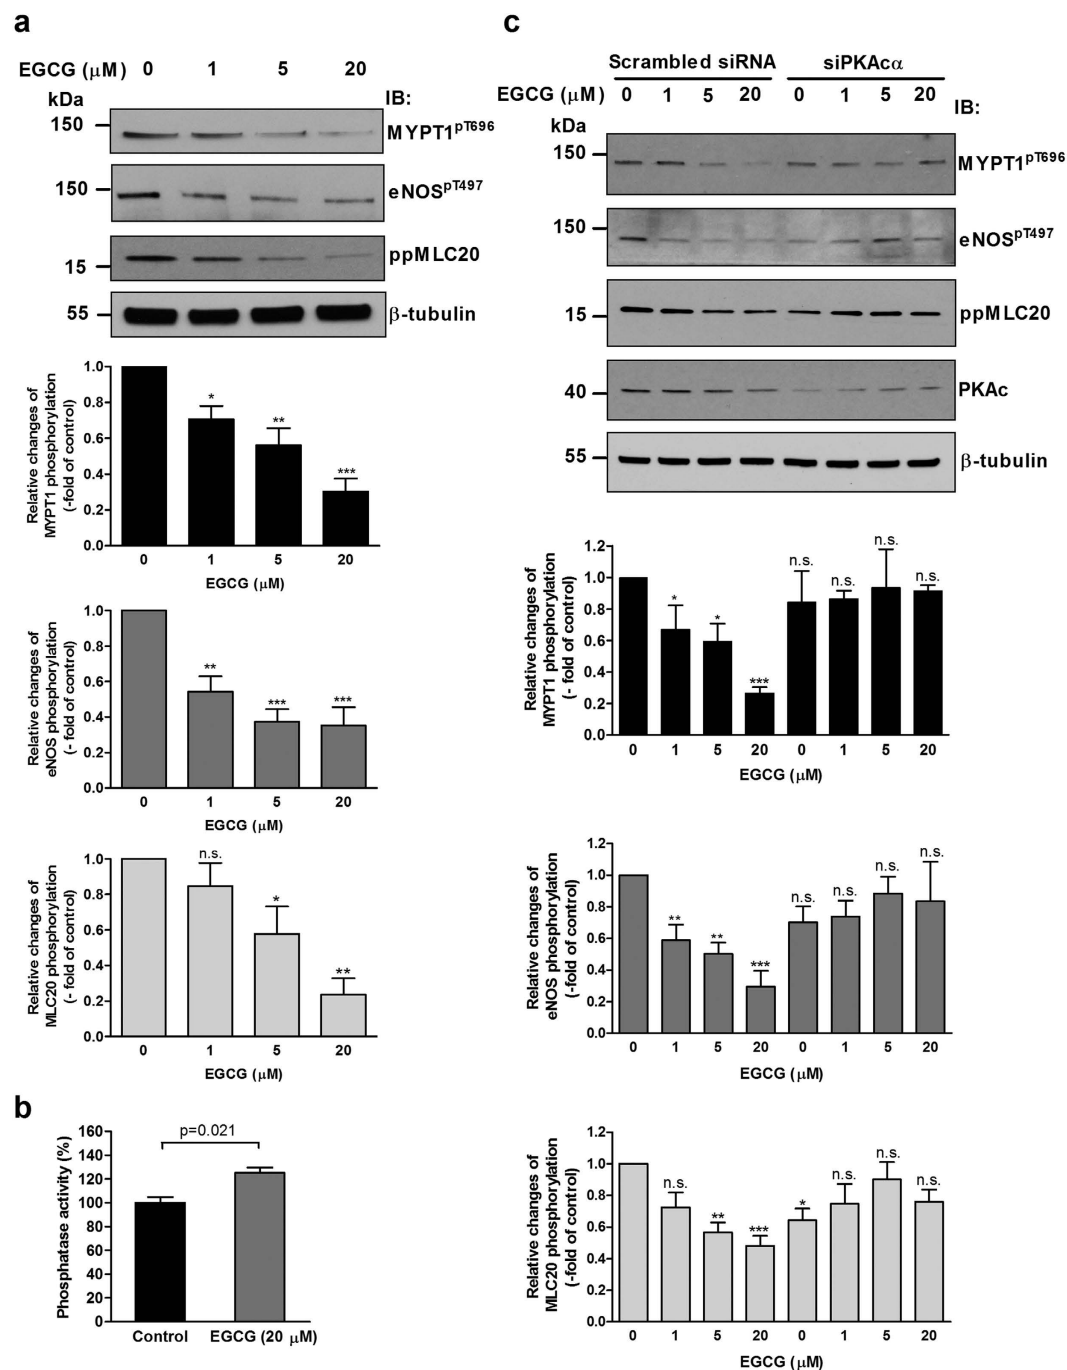 a
EGCG (μM) 0 1 5 20
kDa
IB:
150
MYPT1pT696
150
eNOSpT497
15
ppMLC20
55
β-tubulin
Relative changes of
MYPT1 phosphorylation
(-fold of control)
1.0
0.8
0.6
0.4
0.2
0.0
*
**
***
0 1 5 20
EGCG (μM)
Relative changes of
eNOS phosphorylation
(- fold of control)
1.0
0.8
0.6
0.4
0.2
0.0
**
***
***
0 1 5 20
EGCG (μM)
Relative changes of
MLC20 phosphorylation
(- fold of control)
1.0
0.8
0.6
0.4
0.2
0.0
n.s.
*
**
0 1 5 20
EGCG (μM)
b
Phosphatase activity (%)
160
140
120
100
80
60
40
20
0
p=0.021
Control EGCG (20 μM)
c
Scrambled siRNA siPKAcα
EGCG (μM) 0 1 5 20 0 1 5 20
IB:
kDa
150
MYPT1pT696
150
eNOSpT497
15
ppMLC20
40
PKAc
55
β-tubulin
Relative changes of
MYPT1 phosphorylation
(- fold of control)
1.2
1.0
0.8
0.6
0.4
0.2
0.0
* * *** n.s. n.s. n.s. n.s.
0 1 5 20 0 1 5 20
EGCG (μM)
Relative changes of
eNOS phosphorylation
(-fold of control)
1.2
1.0
0.8
0.6
0.4
0.2
0.0
** ** *** n.s. n.s. n.s. n.s.
0 1 5 20 0 1 5 20
EGCG (μM)
Relative changes of
MLC20 phosphorylation
(-fold of control)
1.2
1.0
0.8
0.6
0.4
0.2
0.0
n.s. ** *** * n.s. n.s. n.s.
0 1 5 20 0 1 5 20
EGCG (μM)